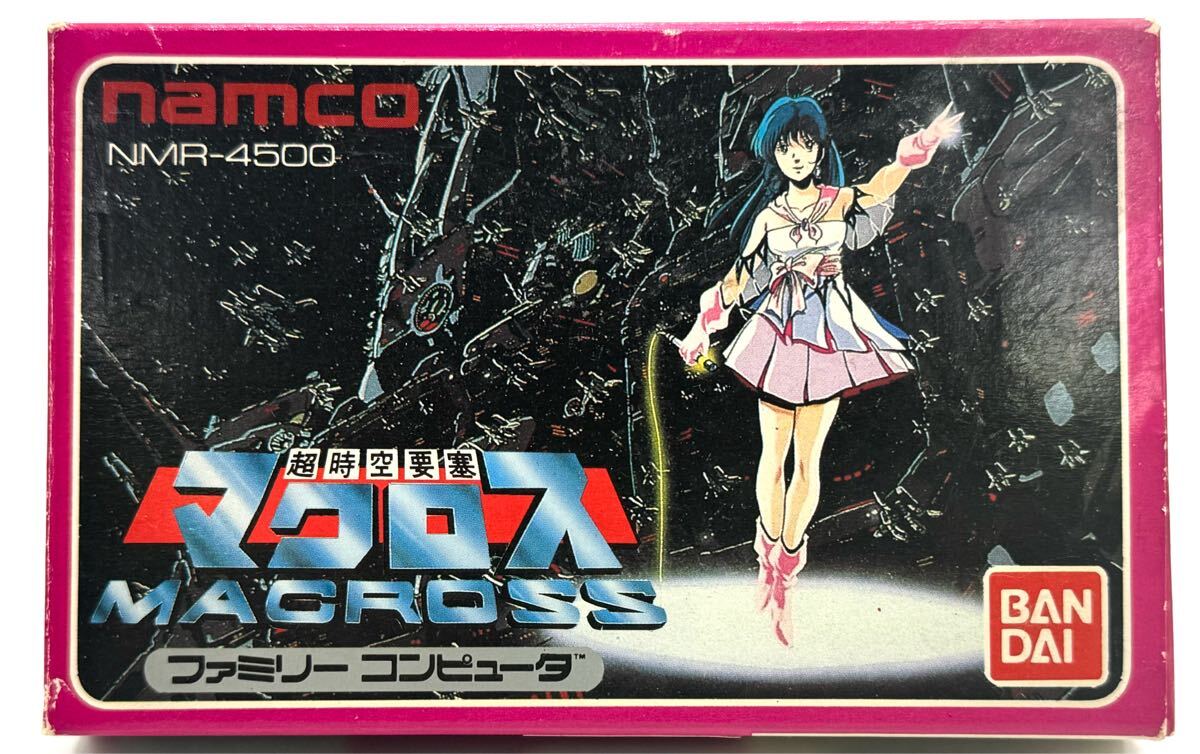 namco
NMR-4500
超時空要塞
マクロス
MACROSS
ファミリー コンピュータ™
BAN
DAI